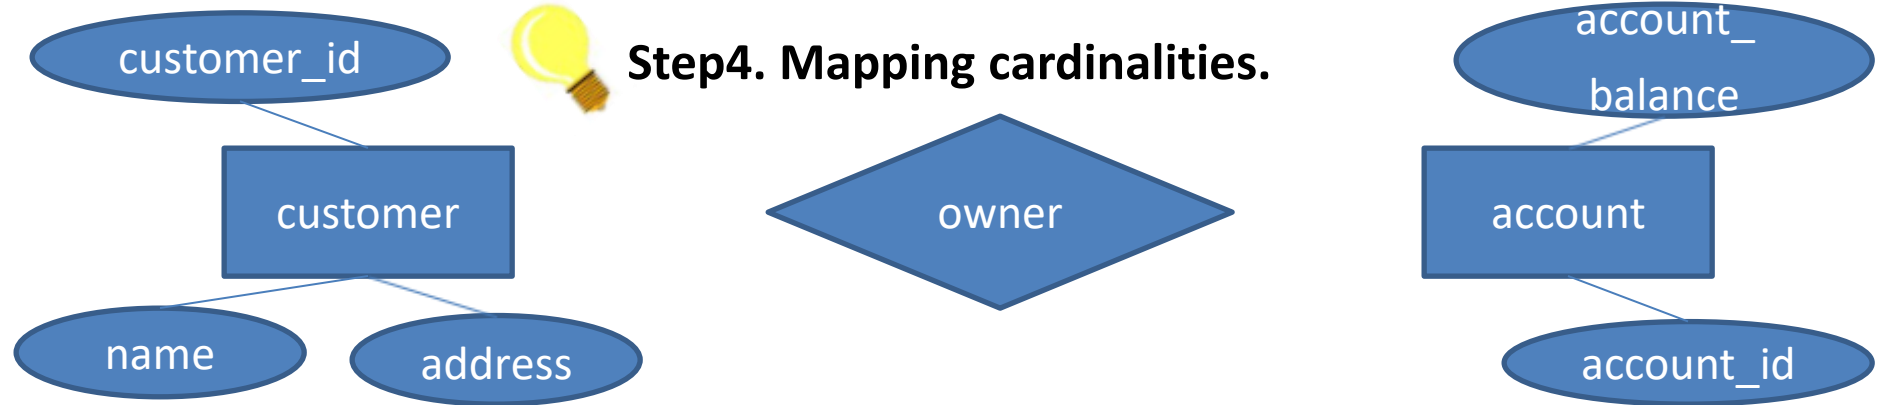 customer_id
Step4. Mapping cardinalities.
account_
balance
customer
owner
account
name
address
account_id